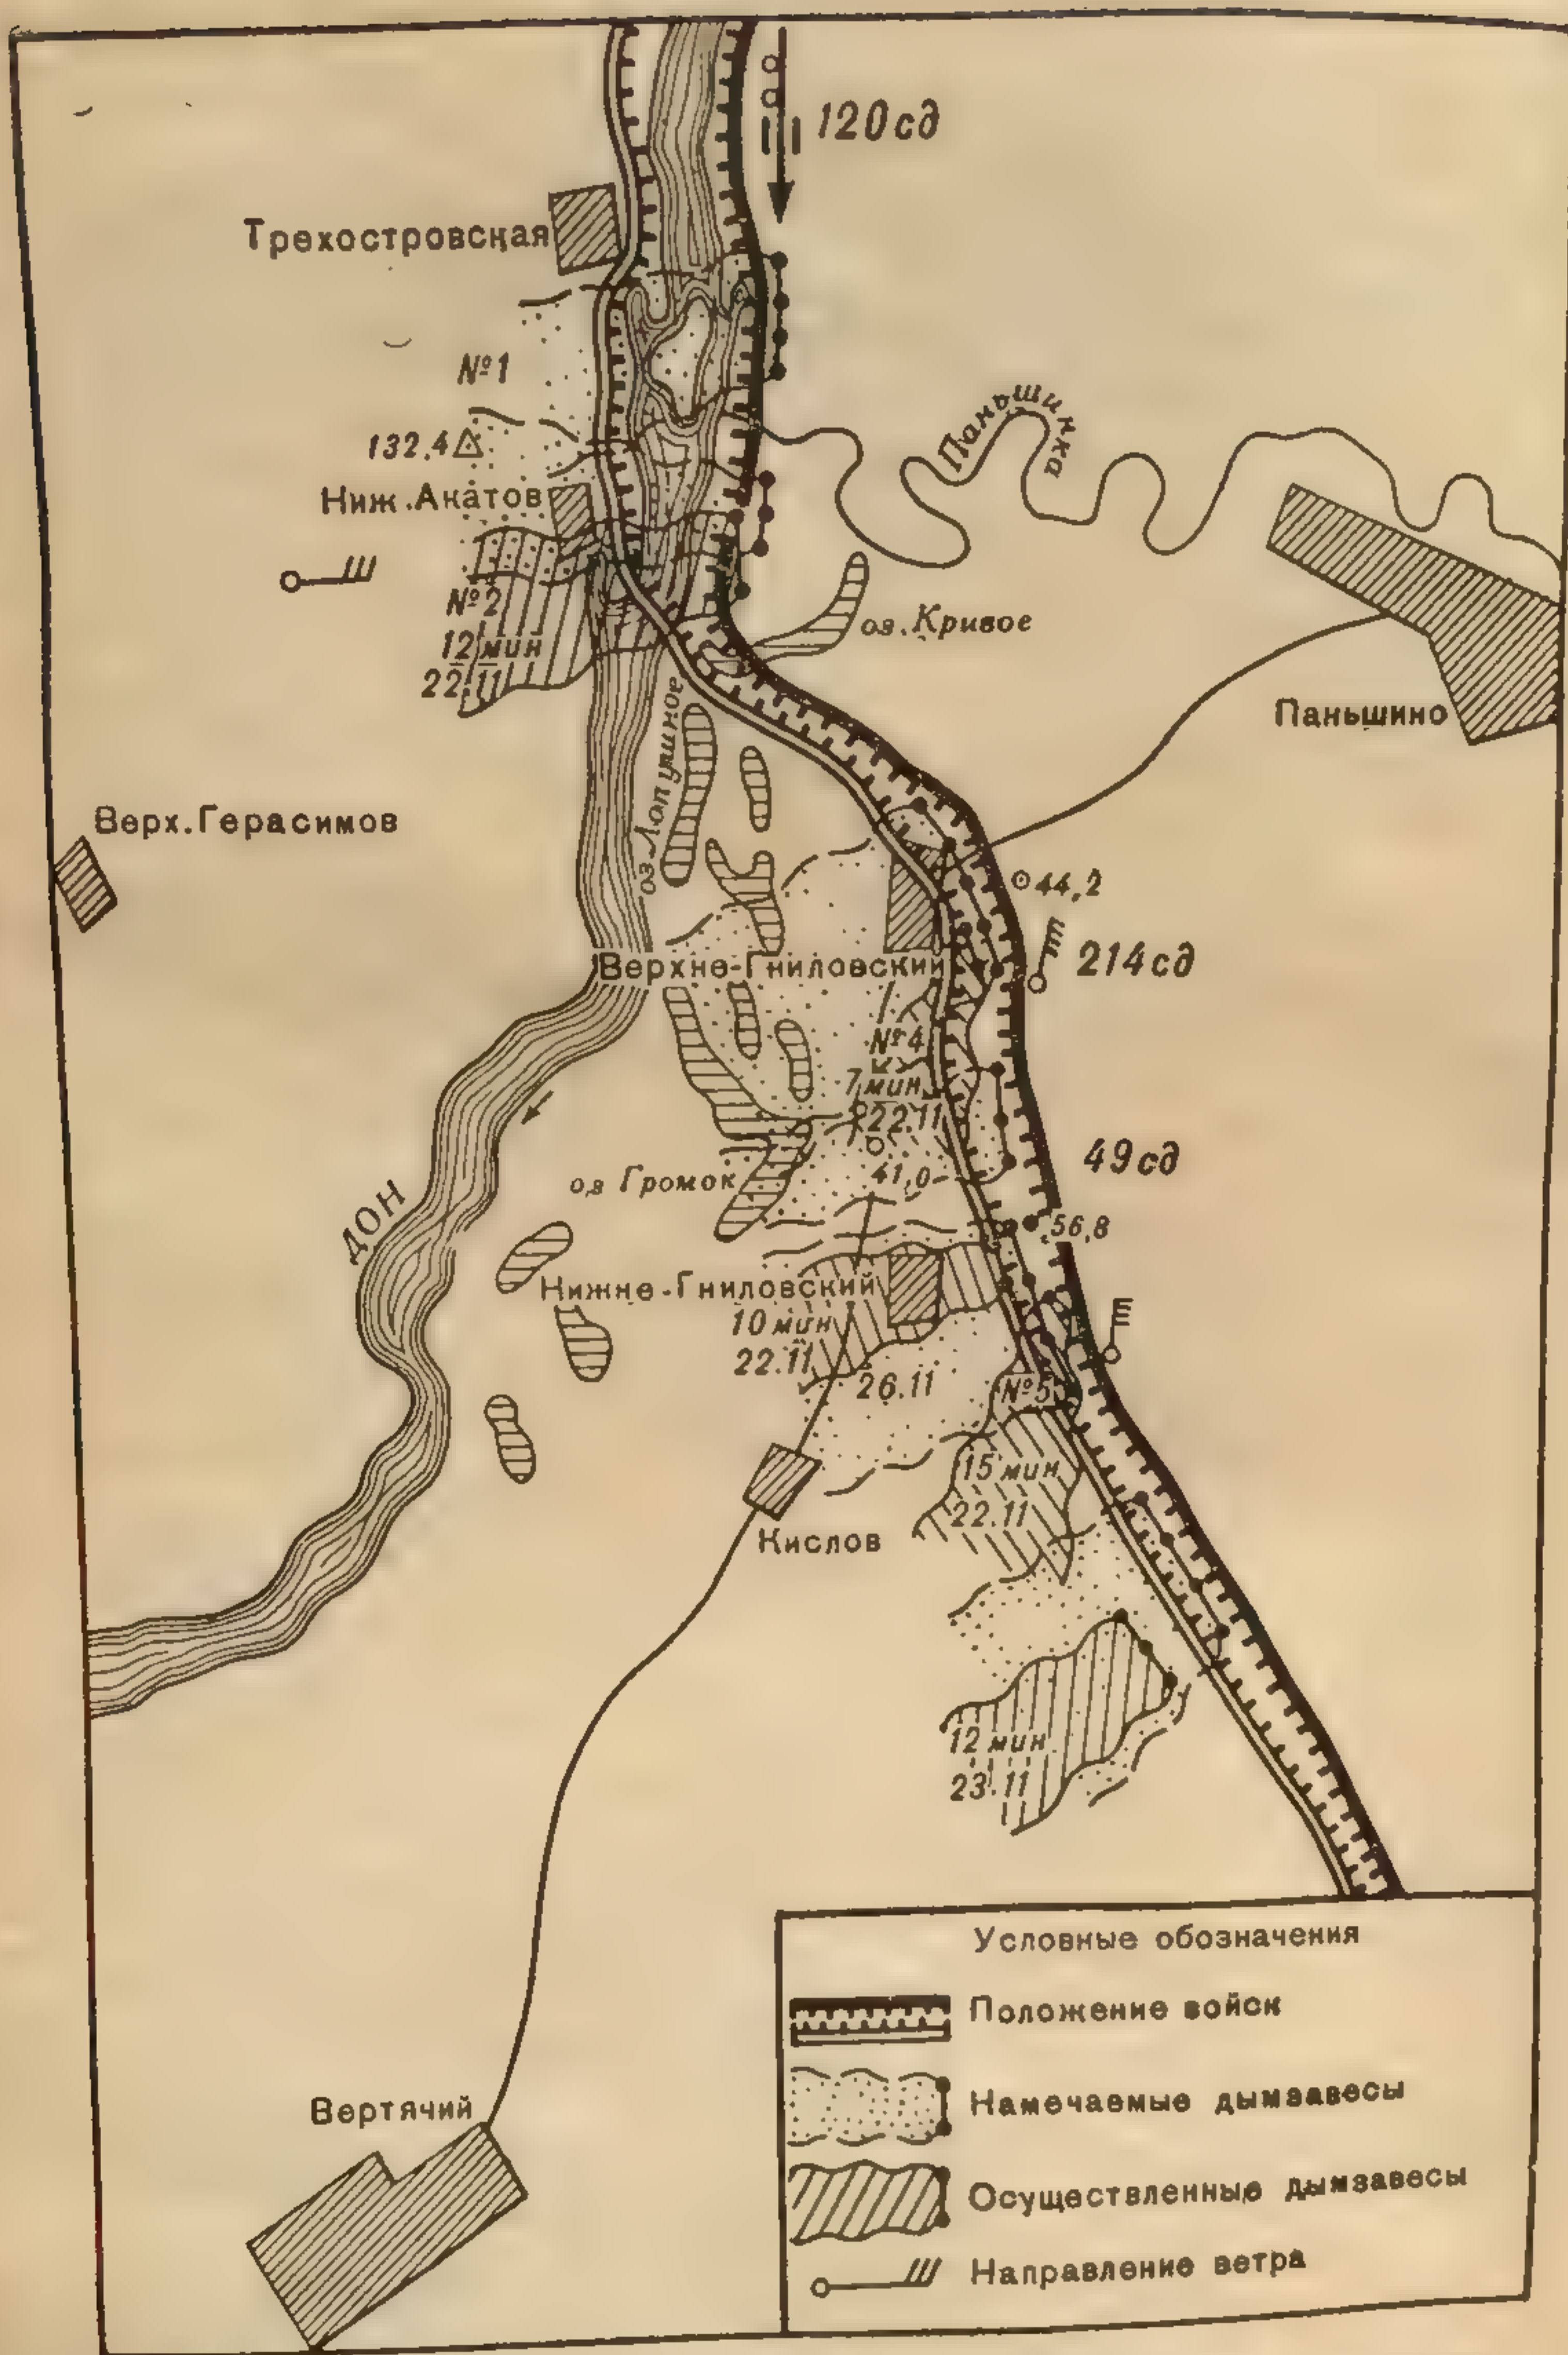 120сд
Трехостровская
№1
132,4
Паньшинка
Ниж.Акатов
№2
12 мин
22.11
оз.Кривое
Паньшино
оз Лопушное
Верх.Герасимов
44,2
Верхне-Гниловский
214сд
№4
7 мин
22.11
41,0
49сд
оз Громок
56,8
ДОН
Нижне-Гниловский
10 мин
22.11
26.11
№5
15 мин
22.11
Кислов
12 мин
23.11
Вертячий
Условные обозначения
Положение войск
Намечаемые дымзавесы
Осуществленные дымзавесы
Направление ветра